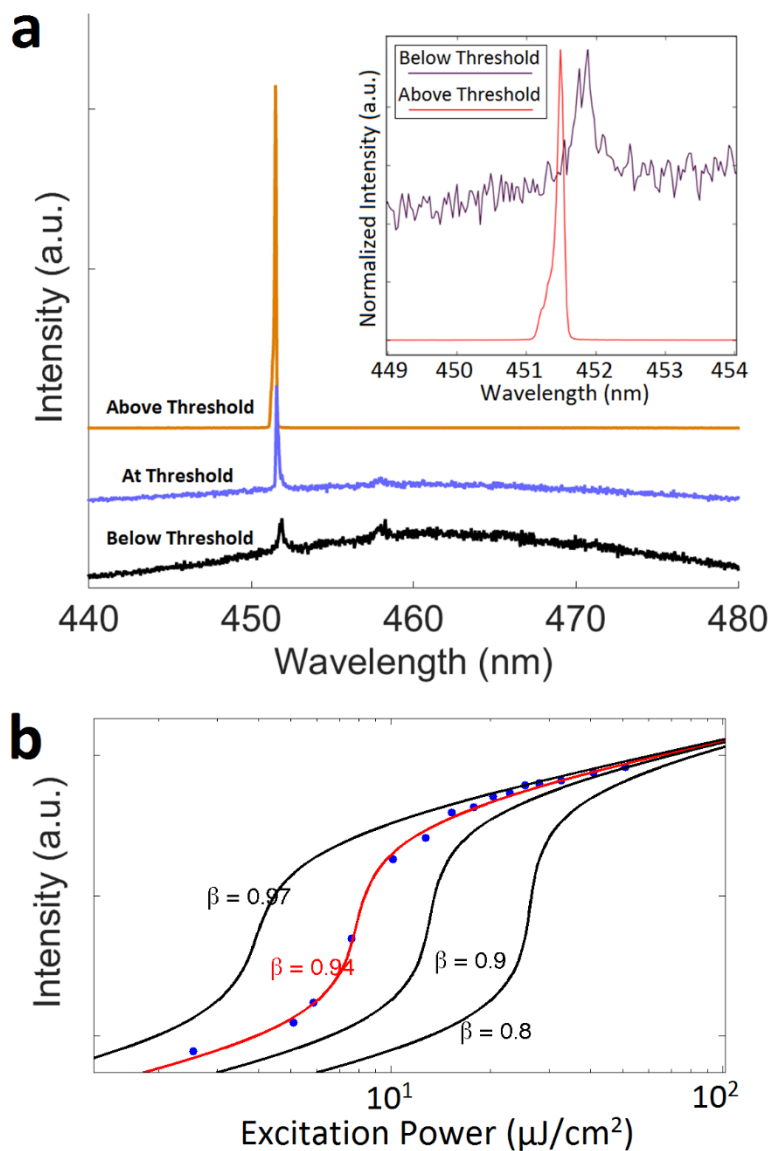 a
Intensity (a.u.)
Above Threshold
At Threshold
Below Threshold
440 450 460 470 480
Wavelength (nm)
Normalized Intensity (a.u.)
Below Threshold
Above Threshold
449 450 451 452 453 454
Wavelength (nm)
b
Intensity (a.u.)
β = 0.97
β = 0.94
β = 0.9
β = 0.8
10¹ 10²
Excitation Power (μJ/cm²)